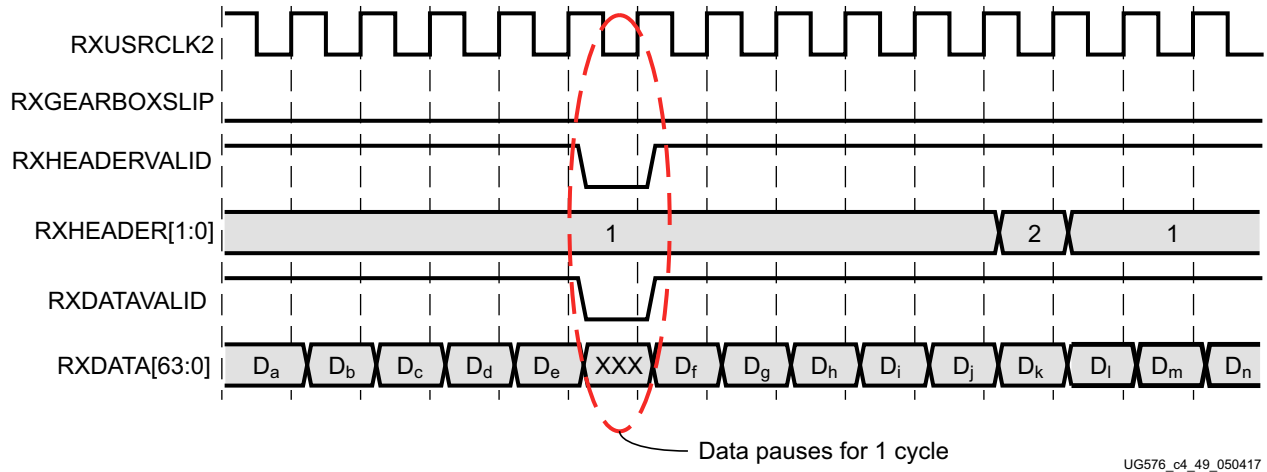 RXUSRCLK2
RXGEARBOXSLIP
RXHEADERVALID
RXHEADER[1:0] 1 2 1
RXDATAVALID
RXDATA[63:0] Da Db Dc Dd De XXX Df Dg Dh Di Dj Dk Dl Dm Dn
Data pauses for 1 cycle
UG576_c4_49_050417